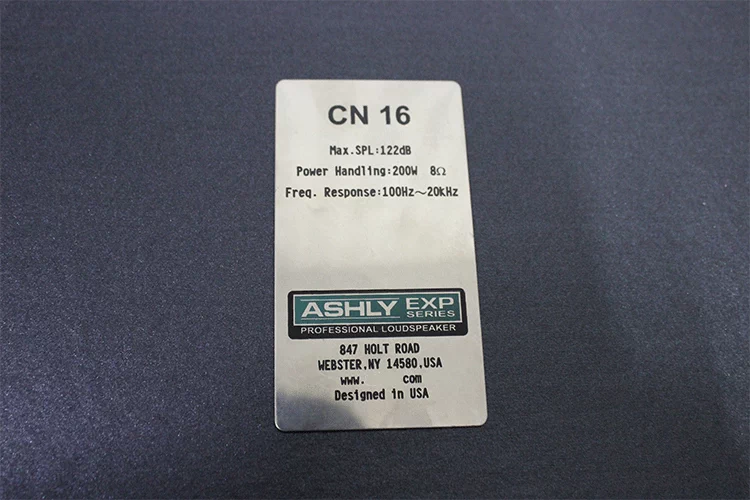 CN 16
Max.SPL:122dB
Power Handling:200W 8Ω
Freq. Response:100Hz～20kHz
ASHLY EXP
SERIES
PROFESSIONAL LOUDSPEAKER
847 HOLT ROAD
WEBSTER.NY 14580.USA
www. com
Designed in USA